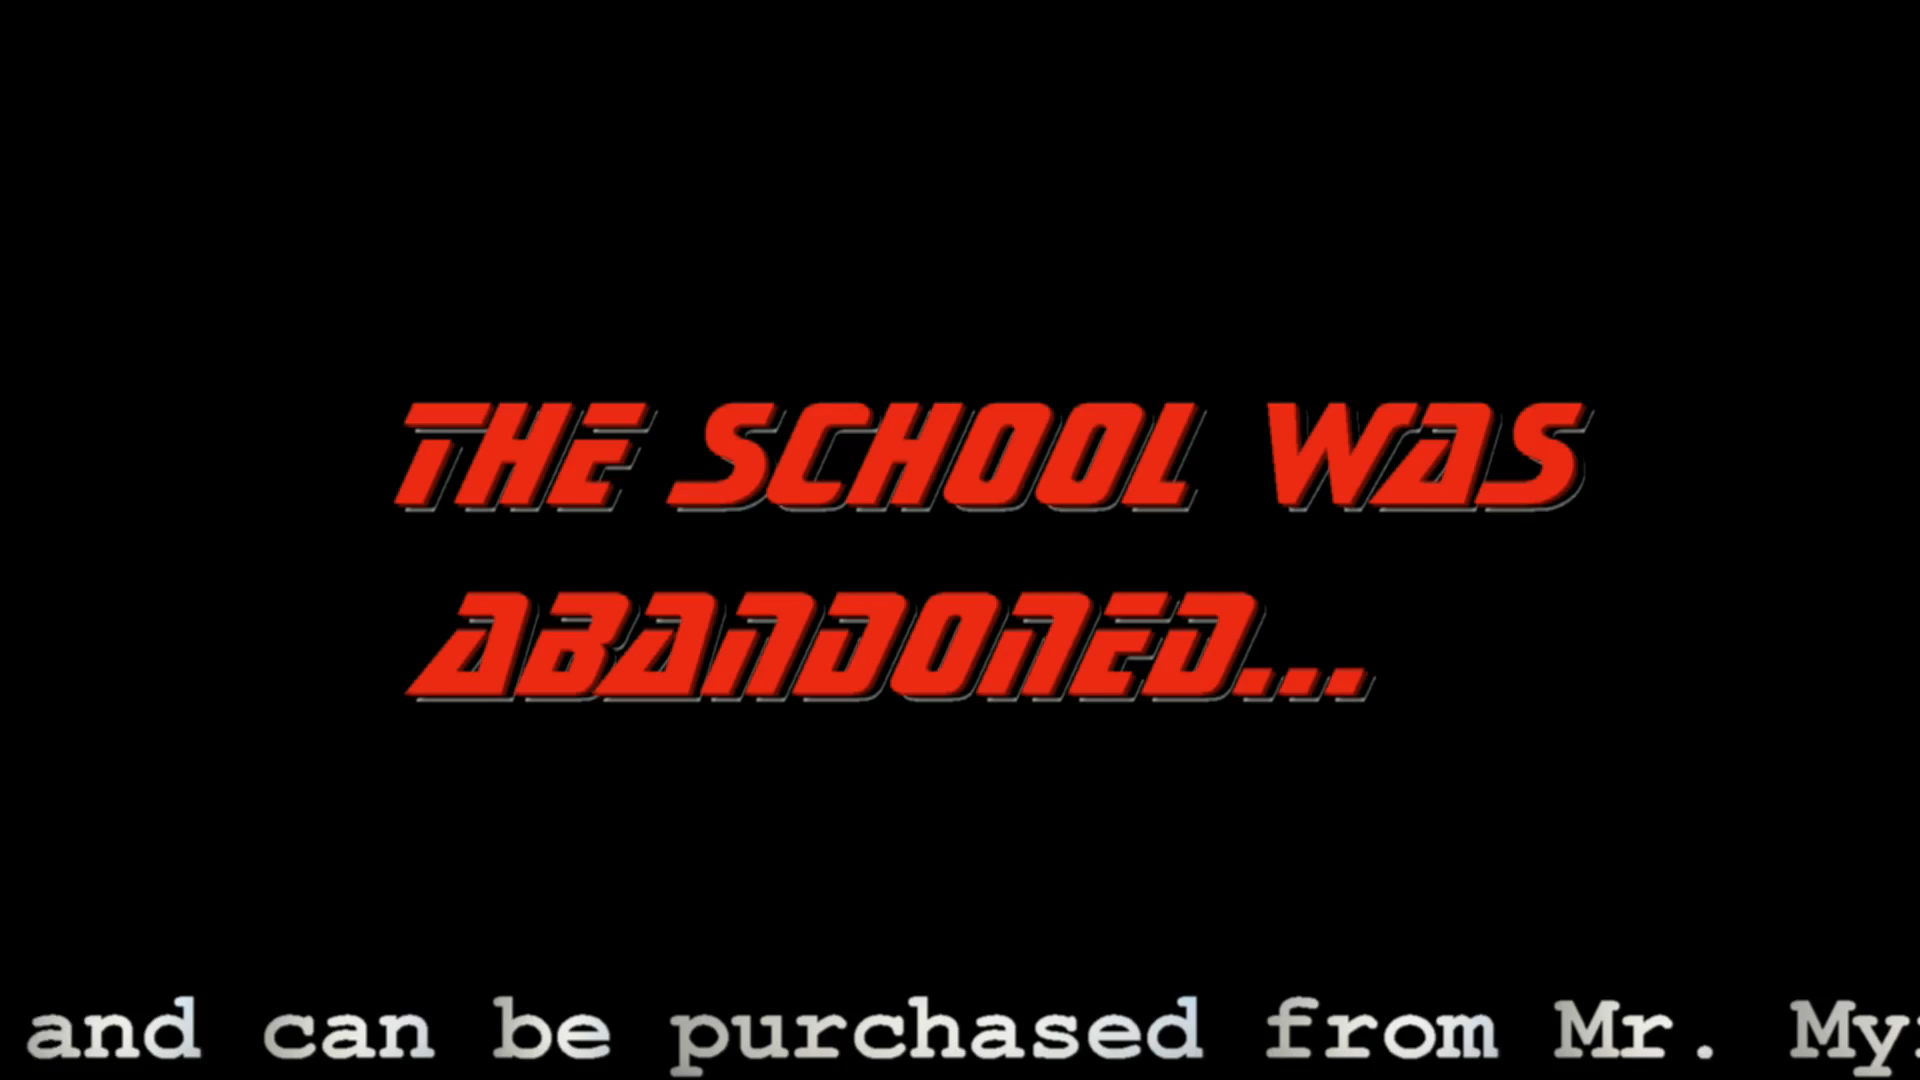 THE SCHOOL WAS
ABANDONED...
and can be purchased from Mr.